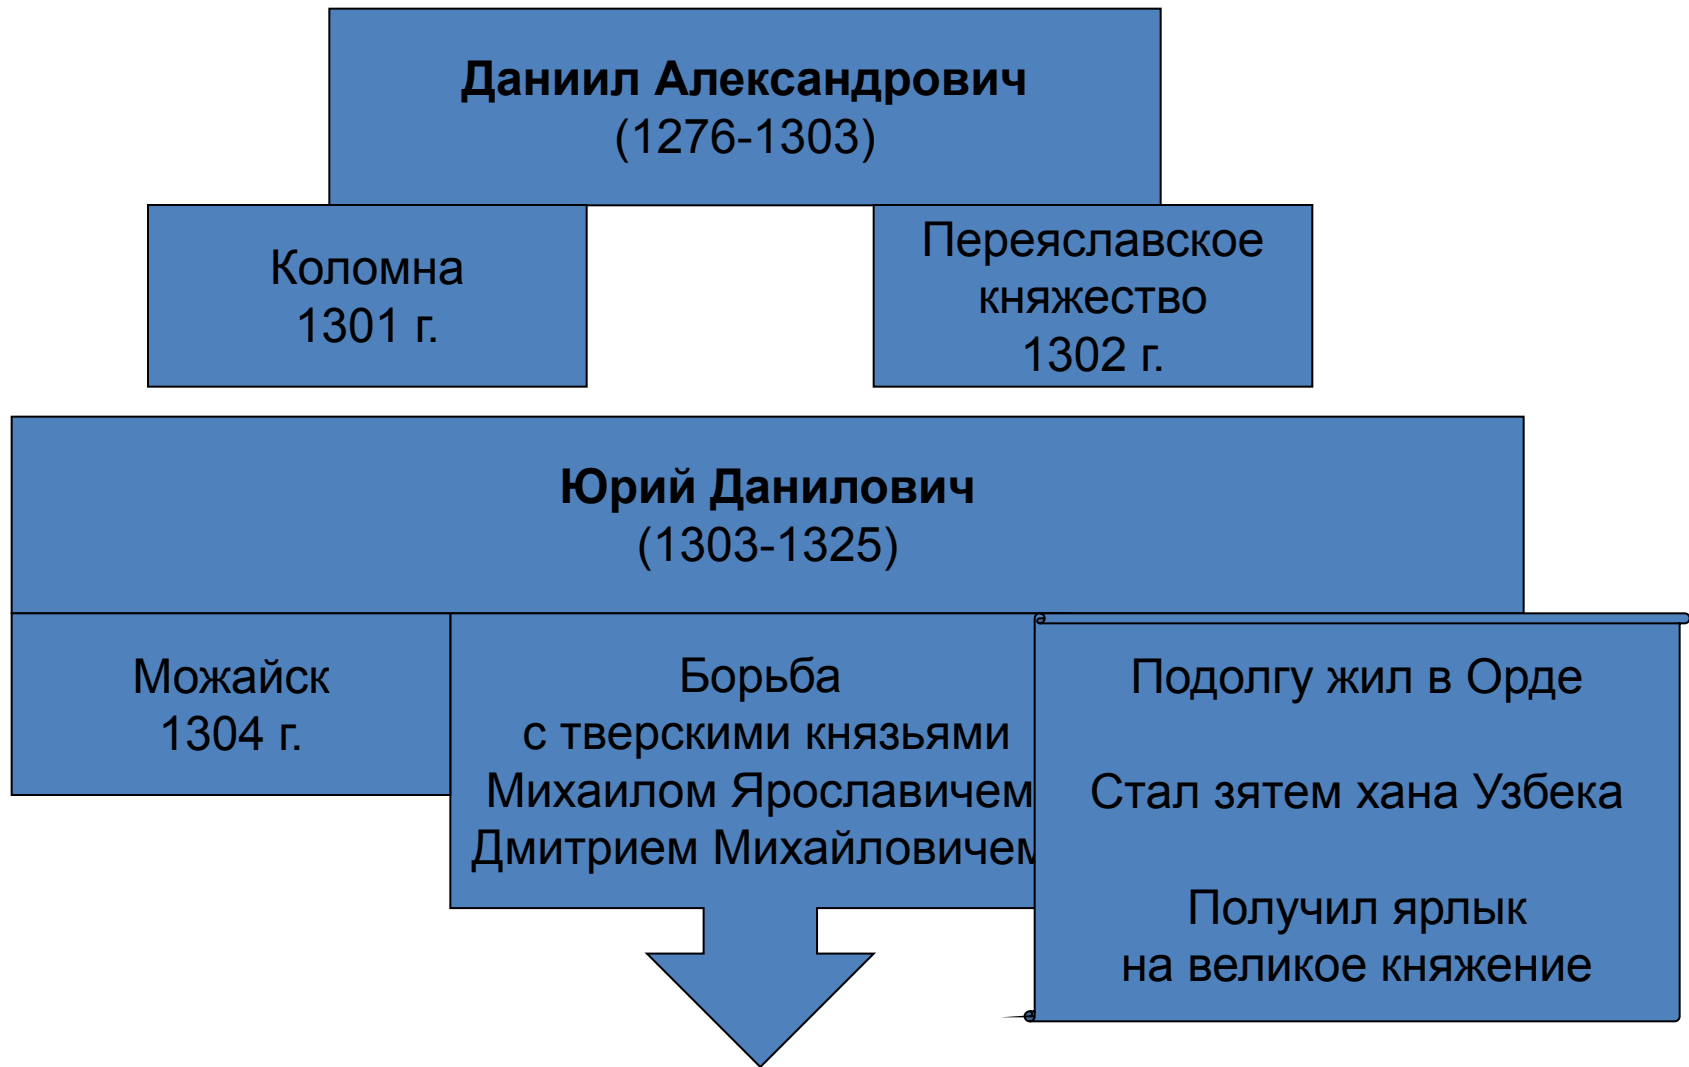 Даниил Александрович
(1276-1303)
Коломна
1301 г.
Переяславское
княжество
1302 г.
Юрий Данилович
(1303-1325)
Можайск
1304 г.
Борьба
с тверскими князьями
Михаилом Ярославичем
Дмитрием Михайловичем
Подолгу жил в Орде
Стал зятем хана Узбека
Получил ярлык
на великое княжение